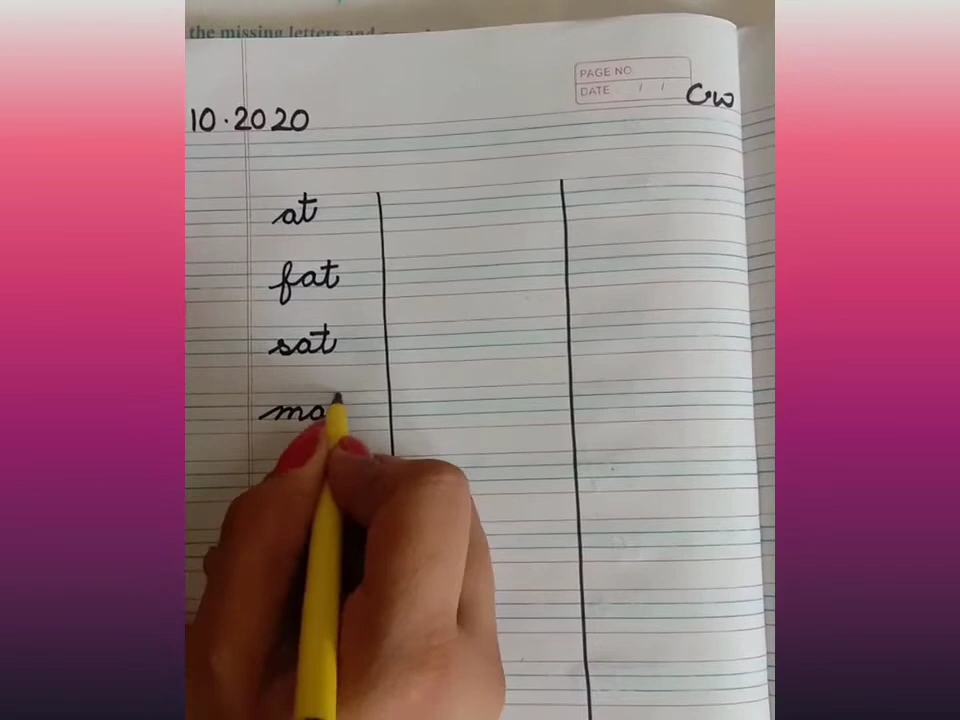 the missing letters and
PAGE NO.
DATE / /
CW
10.2020
at
fat
sat
ma